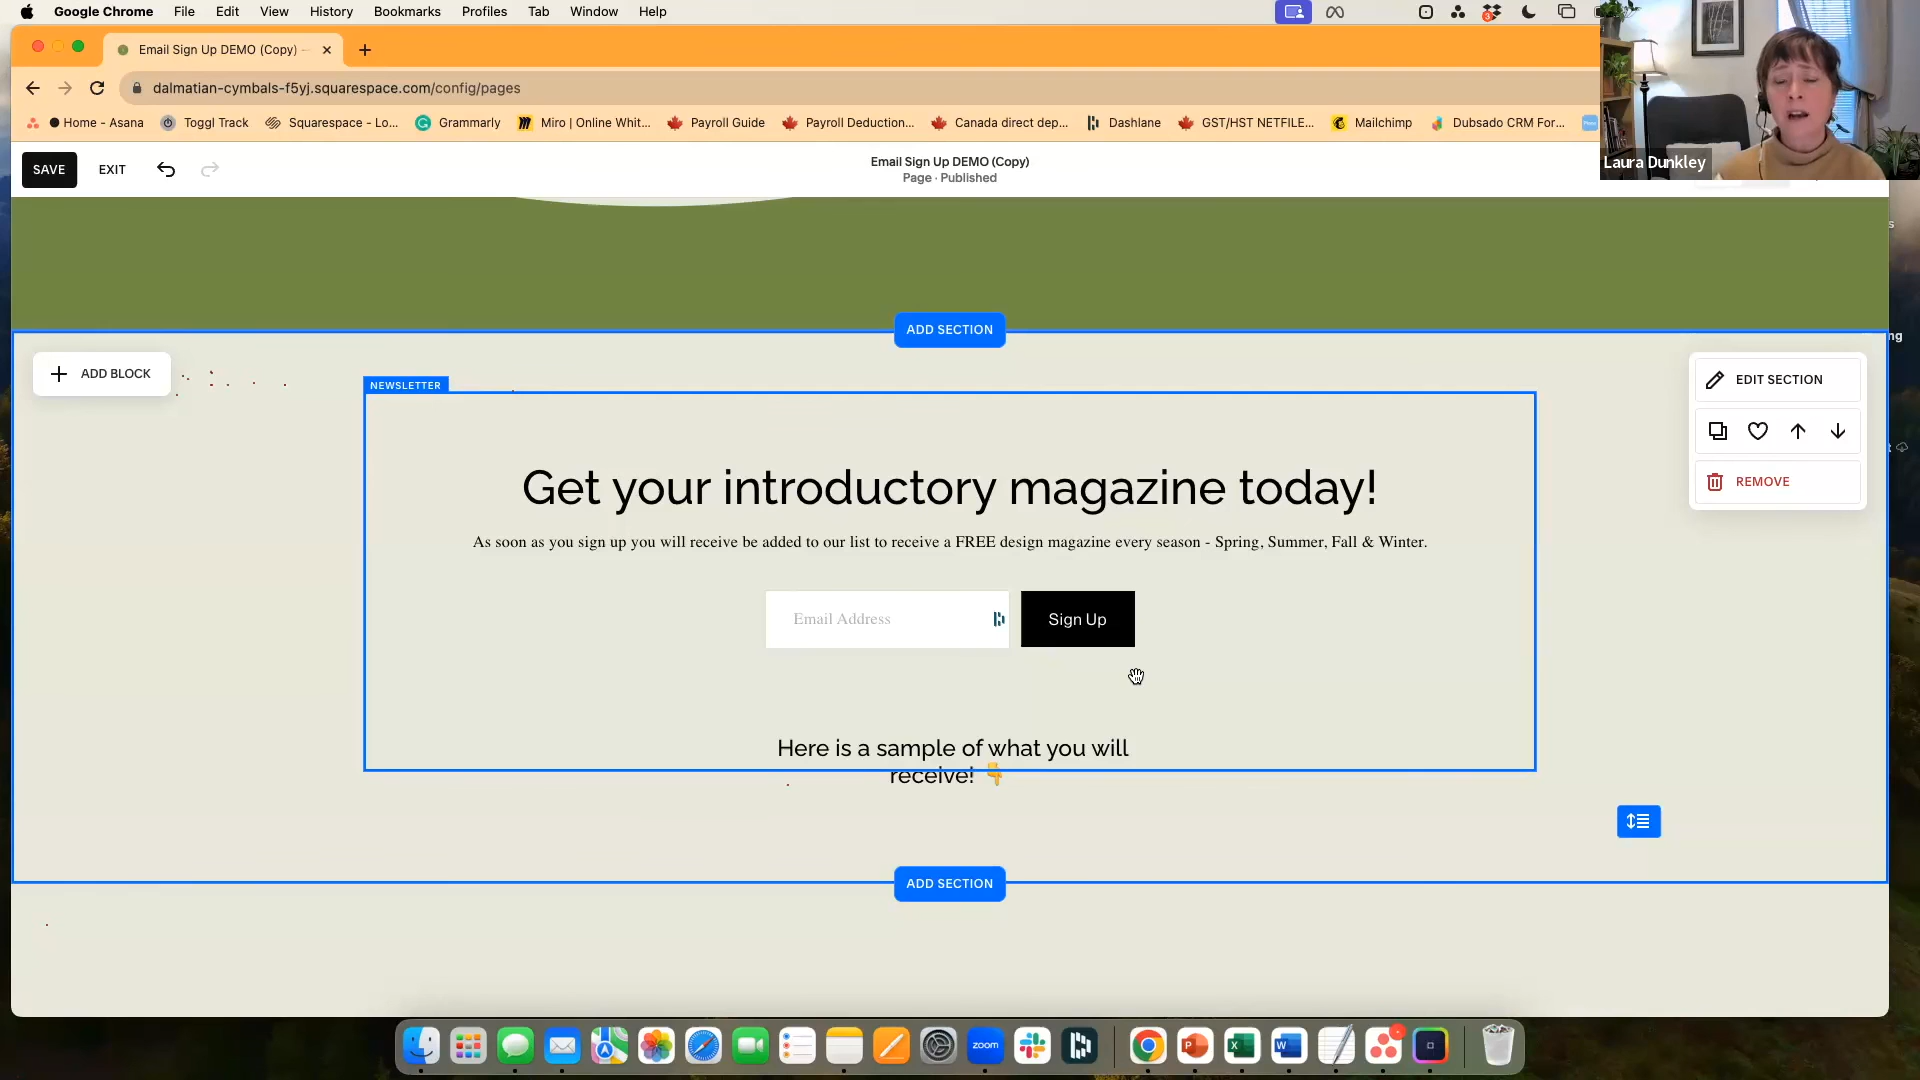 Google Chrome File Edit View History Bookmarks Profiles Tab Window Help
Email Sign Up DEMO (Copy)
dalmatian-cymbals-f5yj.squarespace.com/config/pages
Home - Asana Toggl Track Squarespace - Lo... Grammarly Miro | Online Whit... Payroll Guide Payroll Deduction... Canada direct dep... Dashlane GST/HST NETFILE... Mailchimp Dubsado CRM For...
Laura Dunkley
SAVE EXIT
Email Sign Up DEMO (Copy)
Page · Published
ADD SECTION
ADD BLOCK
NEWSLETTER
EDIT SECTION
REMOVE
Get your introductory magazine today!
As soon as you sign up you will receive be added to our list to receive a FREE design magazine every season - Spring, Summer, Fall & Winter.
Email Address
Sign Up
Here is a sample of what you will
receive! 👇
ADD SECTION
zoom